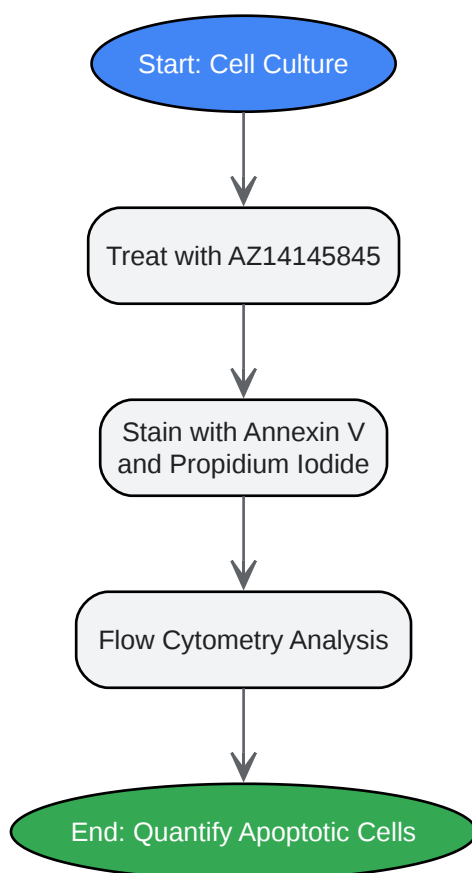 Start: Cell Culture
Treat with AZ14145845
Stain with Annexin V
and Propidium Iodide
Flow Cytometry Analysis
End: Quantify Apoptotic Cells